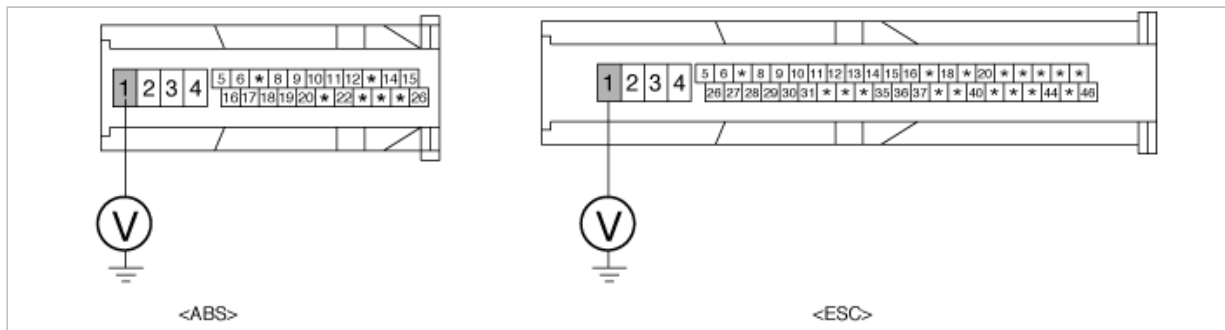 1 2 3 4
5 6 * 8 9 10 11 12 * 14 15
16 17 18 19 20 * 22 * * * 26
V
<ABS>
1 2 3 4
5 6 * 8 9 10 11 12 13 14 15 16 * 18 * 20 * * * * *
26 27 28 29 30 31 * * * 35 36 37 * * 40 * * * 44 * 46
V
<ESC>